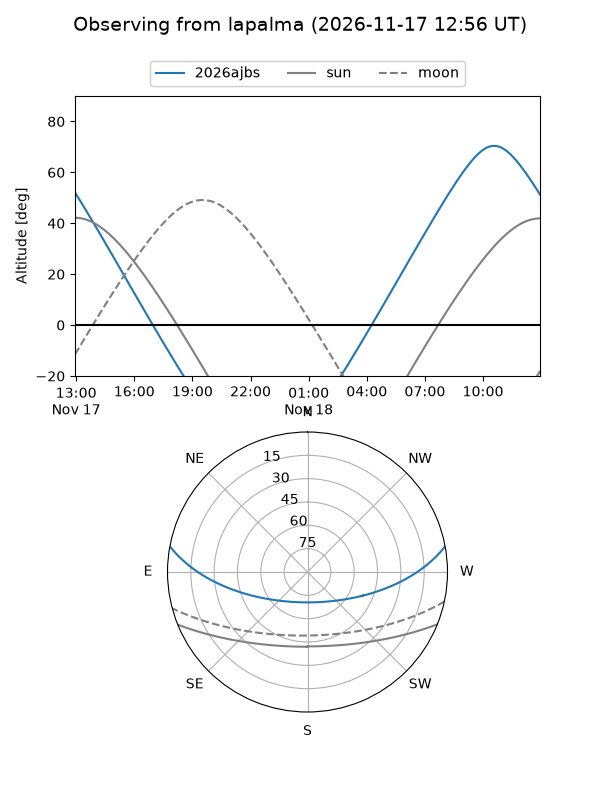 Observing from lapalma (2026-11-17 12:56 UT)
2026ajbs sun moon
Altitude [deg]
80
60
40
20
0
−20
13:00 16:00 19:00 22:00 01:00 04:00 07:00 10:00
Nov 17 Nov 18
N
NE NW
15
30
45
60
75
E W
SE SW
S